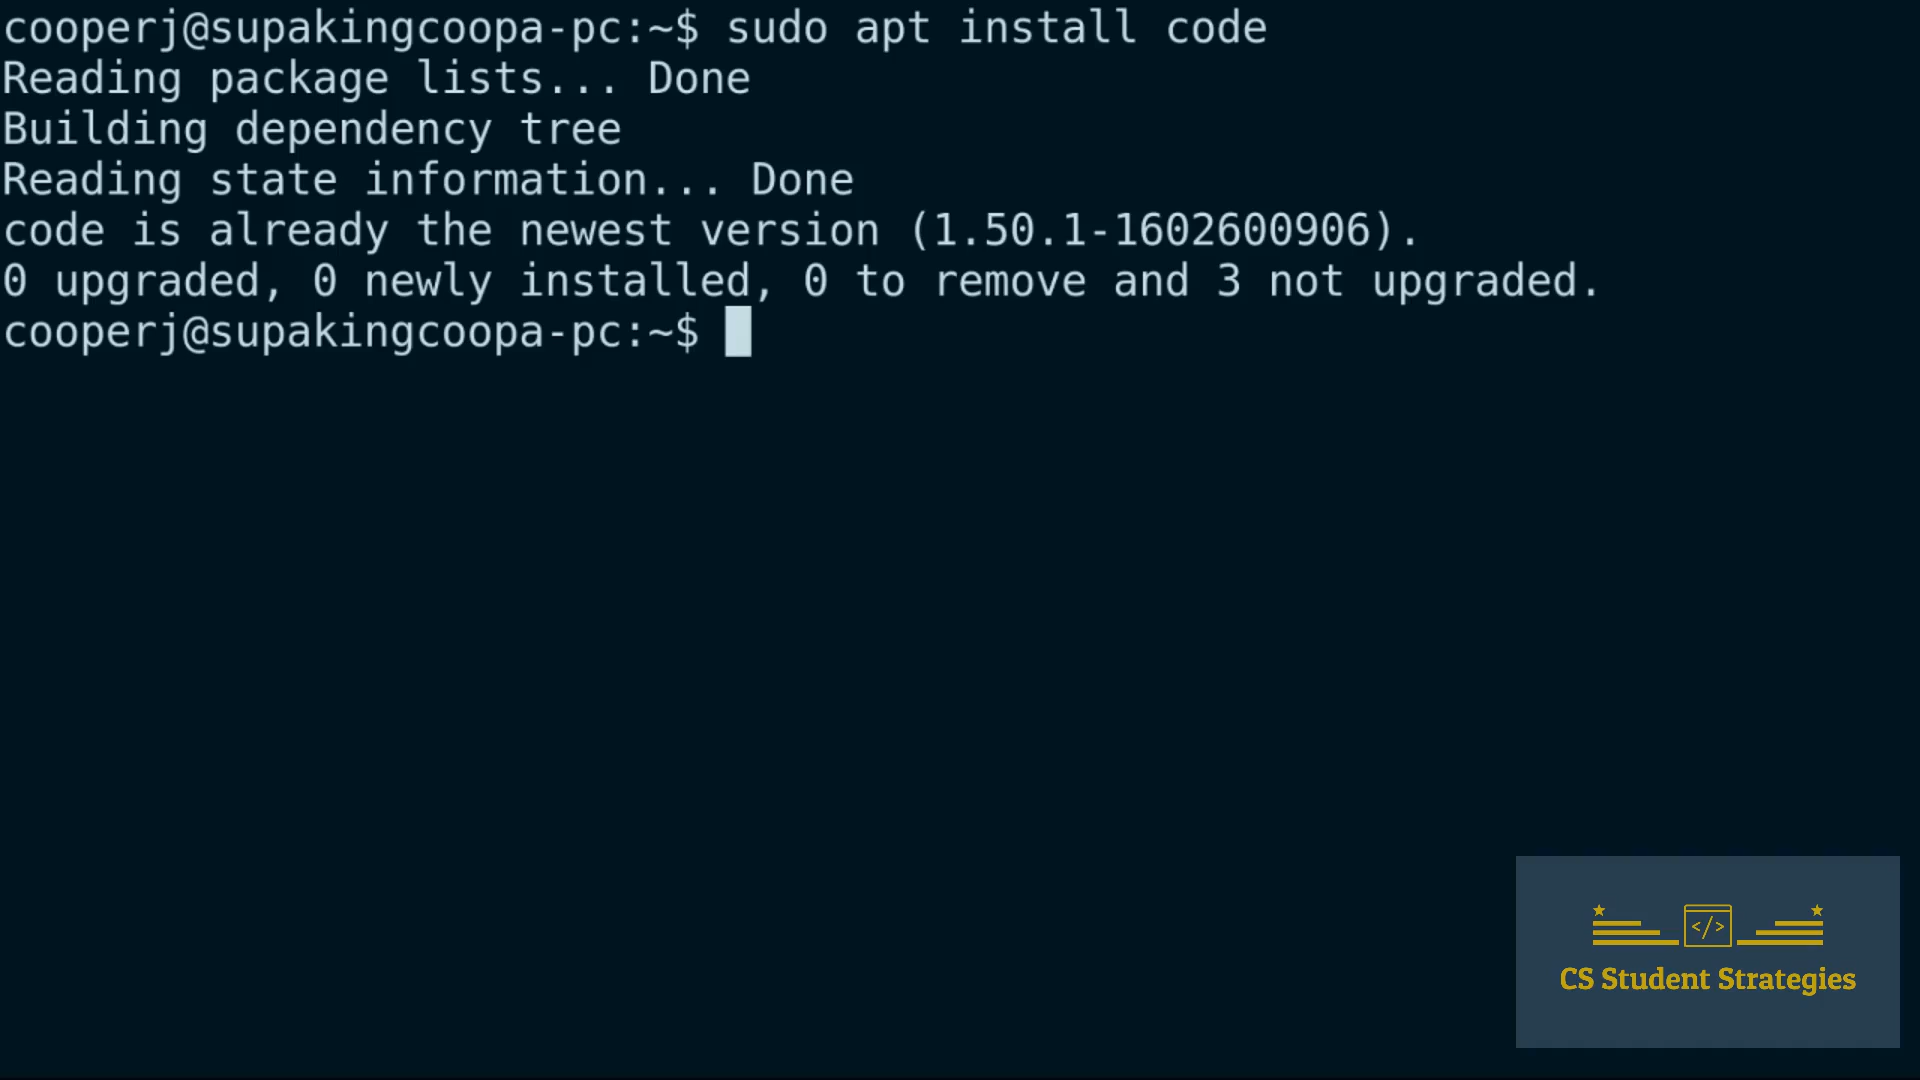 cooperj@supakingcoopa-pc:~$ sudo apt install code
Reading package lists... Done
Building dependency tree
Reading state information... Done
code is already the newest version (1.50.1-1602600906).
0 upgraded, 0 newly installed, 0 to remove and 3 not upgraded.
cooperj@supakingcoopa-pc:~$
</>
CS Student Strategies